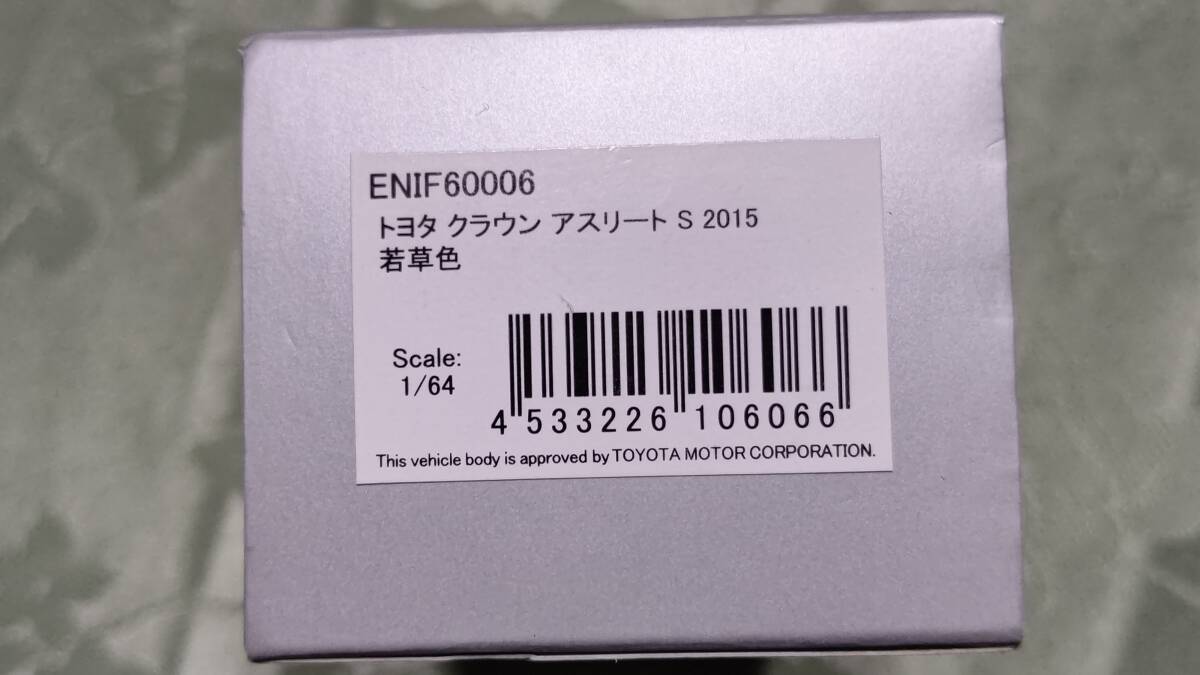 ENIF60006
トヨタ クラウン アスリート S 2015
若草色
Scale:
1/64
4 533226 106066
This vehicle body is approved by TOYOTA MOTOR CORPORATION.